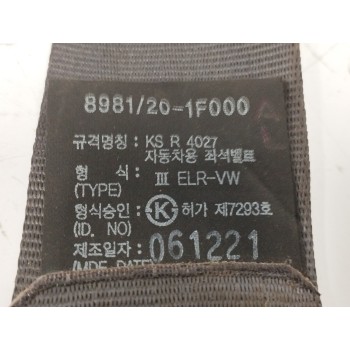 8981/20-1F000
규격명칭 : KS R 4027
자동차용 좌석벨트
형 식 : Ⅲ ELR-VW
(TYPE)
형식승인 : K 허가 제7293호
(ID. NO)
제조일자 : 061221
(MDF. DATE)